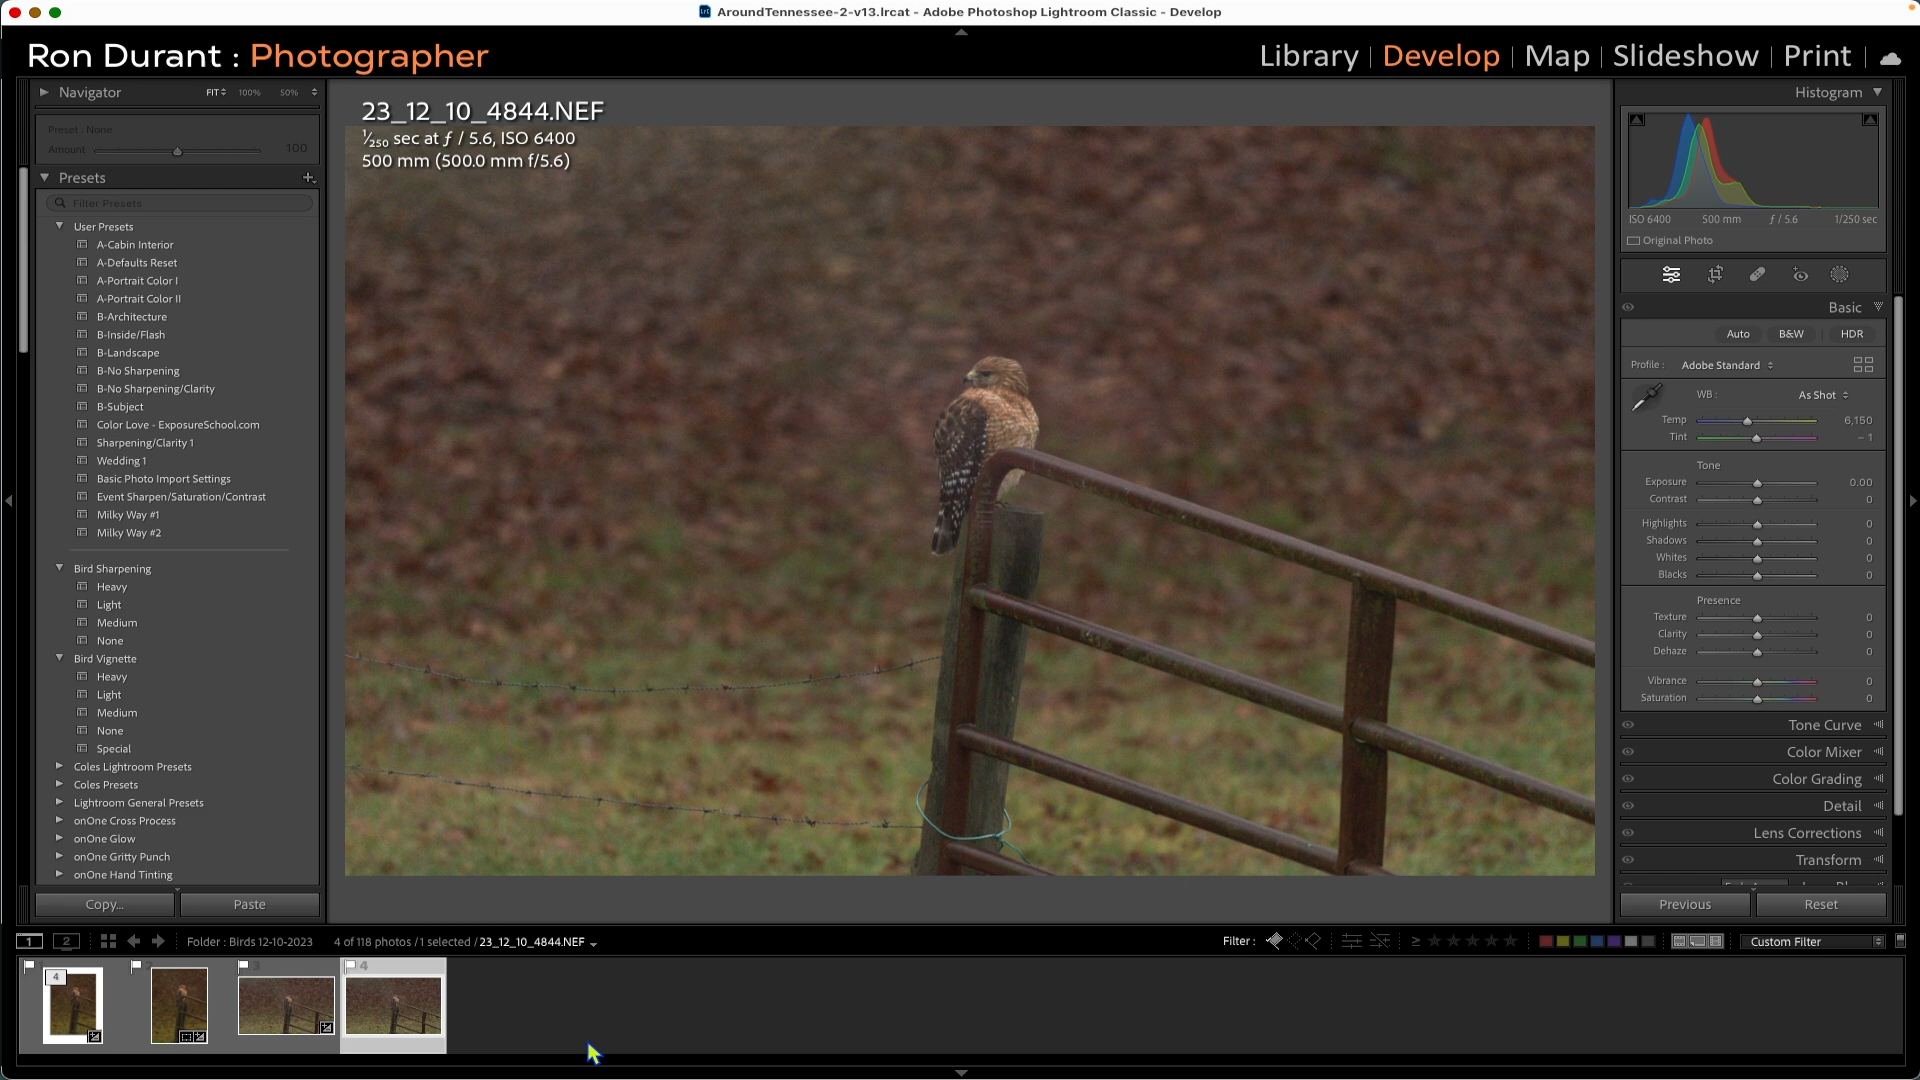 AroundTennessee-2-v13.lrcat - Adobe Photoshop Lightroom Classic - Develop
Ron Durant : Photographer
Library | Develop | Map | Slideshow | Print
Navigator FIT 100% 50%
Preset : None
Amount 100
Presets
Filter Presets
User Presets
A-Cabin Interior
A-Defaults Reset
A-Portrait Color I
A-Portrait Color II
B-Architecture
B-Inside/Flash
B-Landscape
B-No Sharpening
B-No Sharpening/Clarity
B-Subject
Color Love - ExposureSchool.com
Sharpening/Clarity 1
Wedding 1
Basic Photo Import Settings
Event Sharpen/Saturation/Contrast
Milky Way #1
Milky Way #2
Bird Sharpening
Heavy
Light
Medium
None
Bird Vignette
Heavy
Light
Medium
None
Special
Coles Lightroom Presets
Coles Presets
Lightroom General Presets
onOne Cross Process
onOne Glow
onOne Gritty Punch
onOne Hand Tinting
Copy... Paste
23_12_10_4844.NEF
1/250 sec at ƒ / 5.6, ISO 6400
500 mm (500.0 mm f/5.6)
Histogram
ISO 6400 500 mm ƒ / 5.6 1/250 sec
Original Photo
Basic
Auto B&W HDR
Profile : Adobe Standard
WB : As Shot
Temp 6,150
Tint – 1
Tone
Exposure 0.00
Contrast 0
Highlights 0
Shadows 0
Whites 0
Blacks 0
Presence
Texture 0
Clarity 0
Dehaze 0
Vibrance 0
Saturation 0
Tone Curve
Color Mixer
Color Grading
Detail
Lens Corrections
Transform
Previous Reset
1 2 Folder : Birds 12-10-2023 4 of 118 photos / 1 selected / 23_12_10_4844.NEF Filter : ≥ Custom Filter
1 2 3 4
4